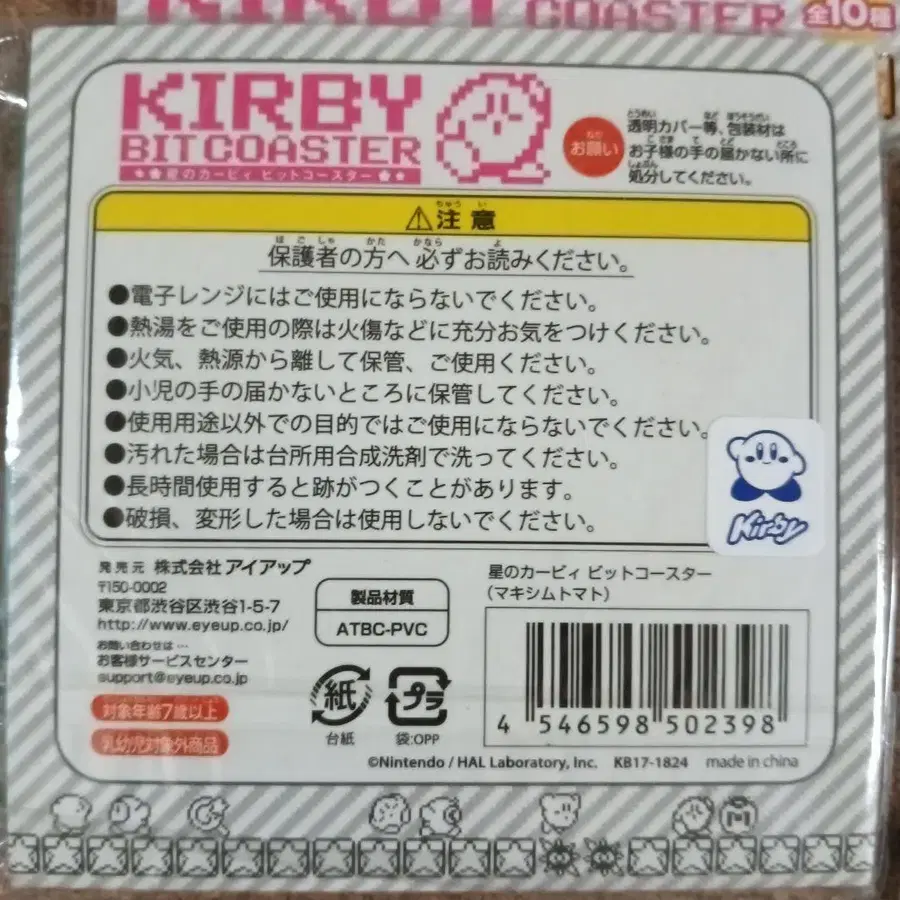 KIRBY
COASTER 全10種
KIRBY
BIT COASTER
星のカービィ ビットコースター
お願い
透明カバー等、包装材は
お子様の手の届かない所に
処分してください。
⚠注意
保護者の方へ必ずお読みください。
●電子レンジにはご使用にならないでください。
●熱湯をご使用の際は火傷などに充分お気をつけください。
●火気、熱源から離して保管、ご使用ください。
●小児の手の届かないところに保管してください。
●使用用途以外での目的ではご使用にならないでください。
●汚れた場合は台所用合成洗剤で洗ってください。
●長時間使用すると跡がつくことがあります。
●破損、変形した場合は使用しないでください。
Kirby
発売元 株式会社アイアップ
〒150-0002
東京都渋谷区渋谷1-5-7
http://www.eyeup.co.jp/
お問い合わせは…
お客様サービスセンター
support@eyeup.co.jp
対象年齢7歳以上
乳幼児対象外商品
製品材質
ATBC-PVC
紙
台紙
プラ
袋:OPP
星のカービィ ビットコースター
(マキシムトマト)
4 546598 502398
©Nintendo / HAL Laboratory, Inc. KB17-1824 made in china